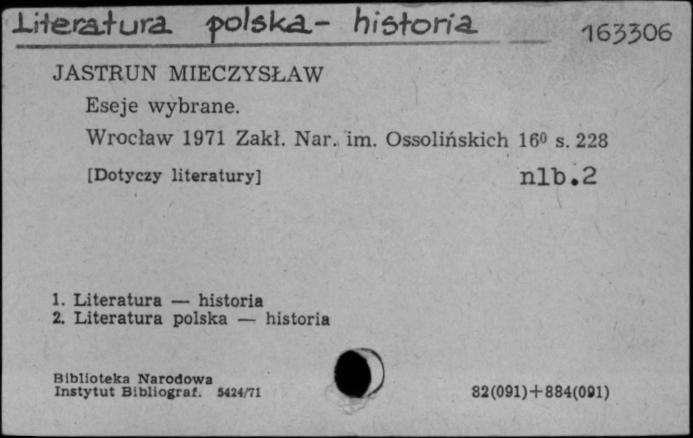 Literatura polska - historia 163306
JASTRUN MIECZYSŁAW
Eseje wybrane.
Wrocław 1971 Zakł. Nar. im. Ossolińskich 16⁰ s. 228
[Dotyczy literatury] nlb.2
1. Literatura — historia
2. Literatura polska — historia
Biblioteka Narodowa
Instytut Bibliograf. 5424/71
82(091)+884(091)